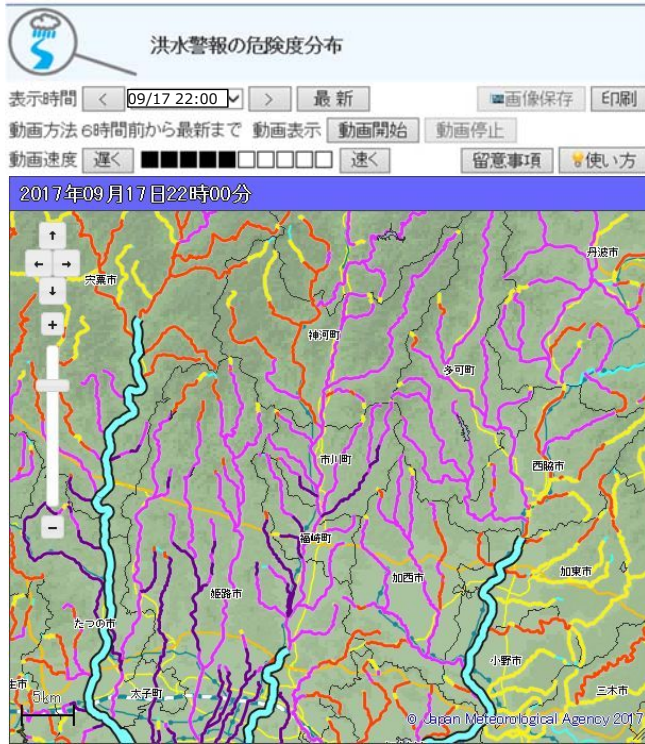 洪水警報の危険度分布
表示時間 < 09/17 22:00 > 最新 画像保存 印刷
動画方法 6時間前から最新まで 動画表示 動画開始 動画停止
動画速度 遅く 速く 留意事項 使い方
2017年09月17日22時00分
丹波市
宍粟市
神河町
多可町
市川町
西脇市
福崎町
加西市
加東市
姫路市
たつの市
小野市
生市
太子町
三木市
5km
© Japan Meteorological Agency 2017